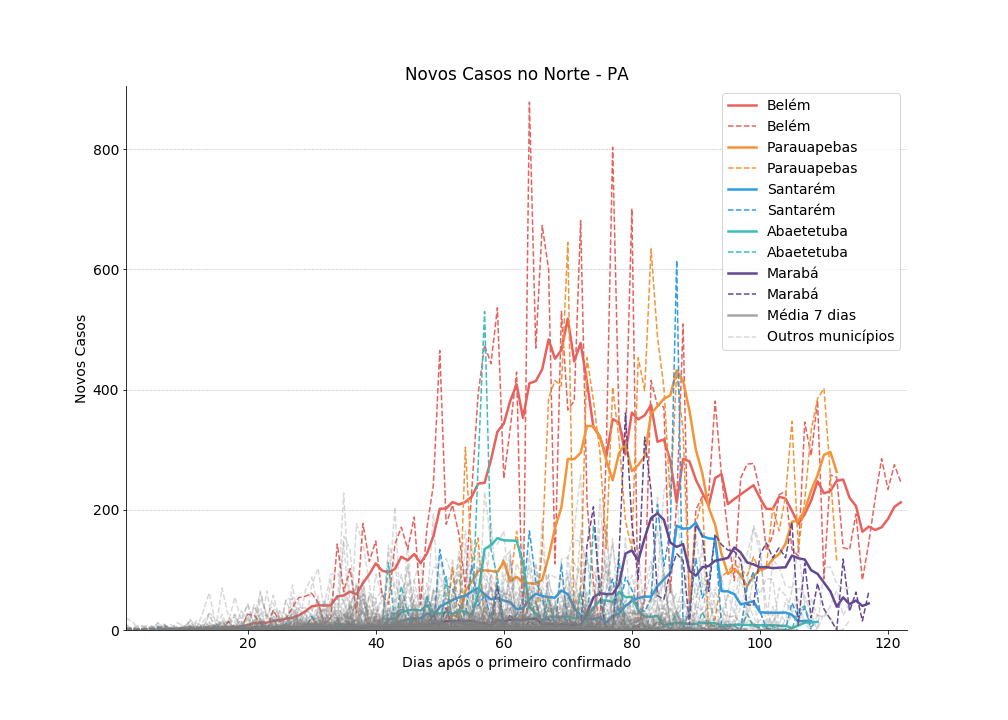 Novos Casos no Norte - PA
Belém
Belém
Parauapebas
Parauapebas
Santarém
Santarém
Abaetetuba
Abaetetuba
Marabá
Marabá
Média 7 dias
Outros municípios
Novos Casos
800
600
400
200
0
20 40 60 80 100 120
Dias após o primeiro confirmado